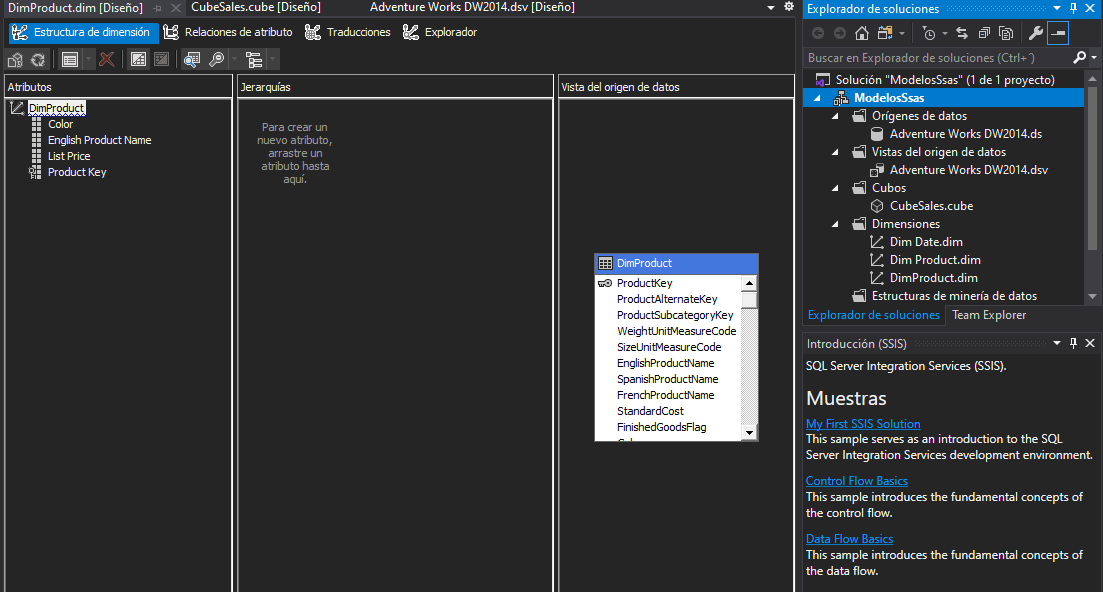 DimProduct.dim [Diseño]
CubeSales.cube [Diseño]
Adventure Works DW2014.dsv [Diseño]
Estructura de dimensión
Relaciones de atributo
Traducciones
Explorador
Atributos
DimProduct
Color
English Product Name
List Price
Product Key
Jerarquías
Para crear un
nuevo atributo,
arrastre un
atributo hasta
aquí.
Vista del origen de datos
DimProduct
ProductKey
ProductAlternateKey
ProductSubcategoryKey
WeightUnitMeasureCode
SizeUnitMeasureCode
EnglishProductName
SpanishProductName
FrenchProductName
StandardCost
FinishedGoodsFlag
Explorador de soluciones
Buscar en Explorador de soluciones (Ctrl+´)
Solución "ModelosSsas" (1 de 1 proyecto)
ModelosSsas
Orígenes de datos
Adventure Works DW2014.ds
Vistas del origen de datos
Adventure Works DW2014.dsv
Cubos
CubeSales.cube
Dimensiones
Dim Date.dim
Dim Product.dim
DimProduct.dim
Estructuras de minería de datos
Explorador de soluciones
Team Explorer
Introducción (SSIS)
SQL Server Integration Services (SSIS).
Muestras
My First SSIS Solution
This sample serves as an introduction to the SQL
Server Integration Services development environment.
Control Flow Basics
This sample introduces the fundamental concepts of
the control flow.
Data Flow Basics
This sample introduces the fundamental concepts of
the data flow.